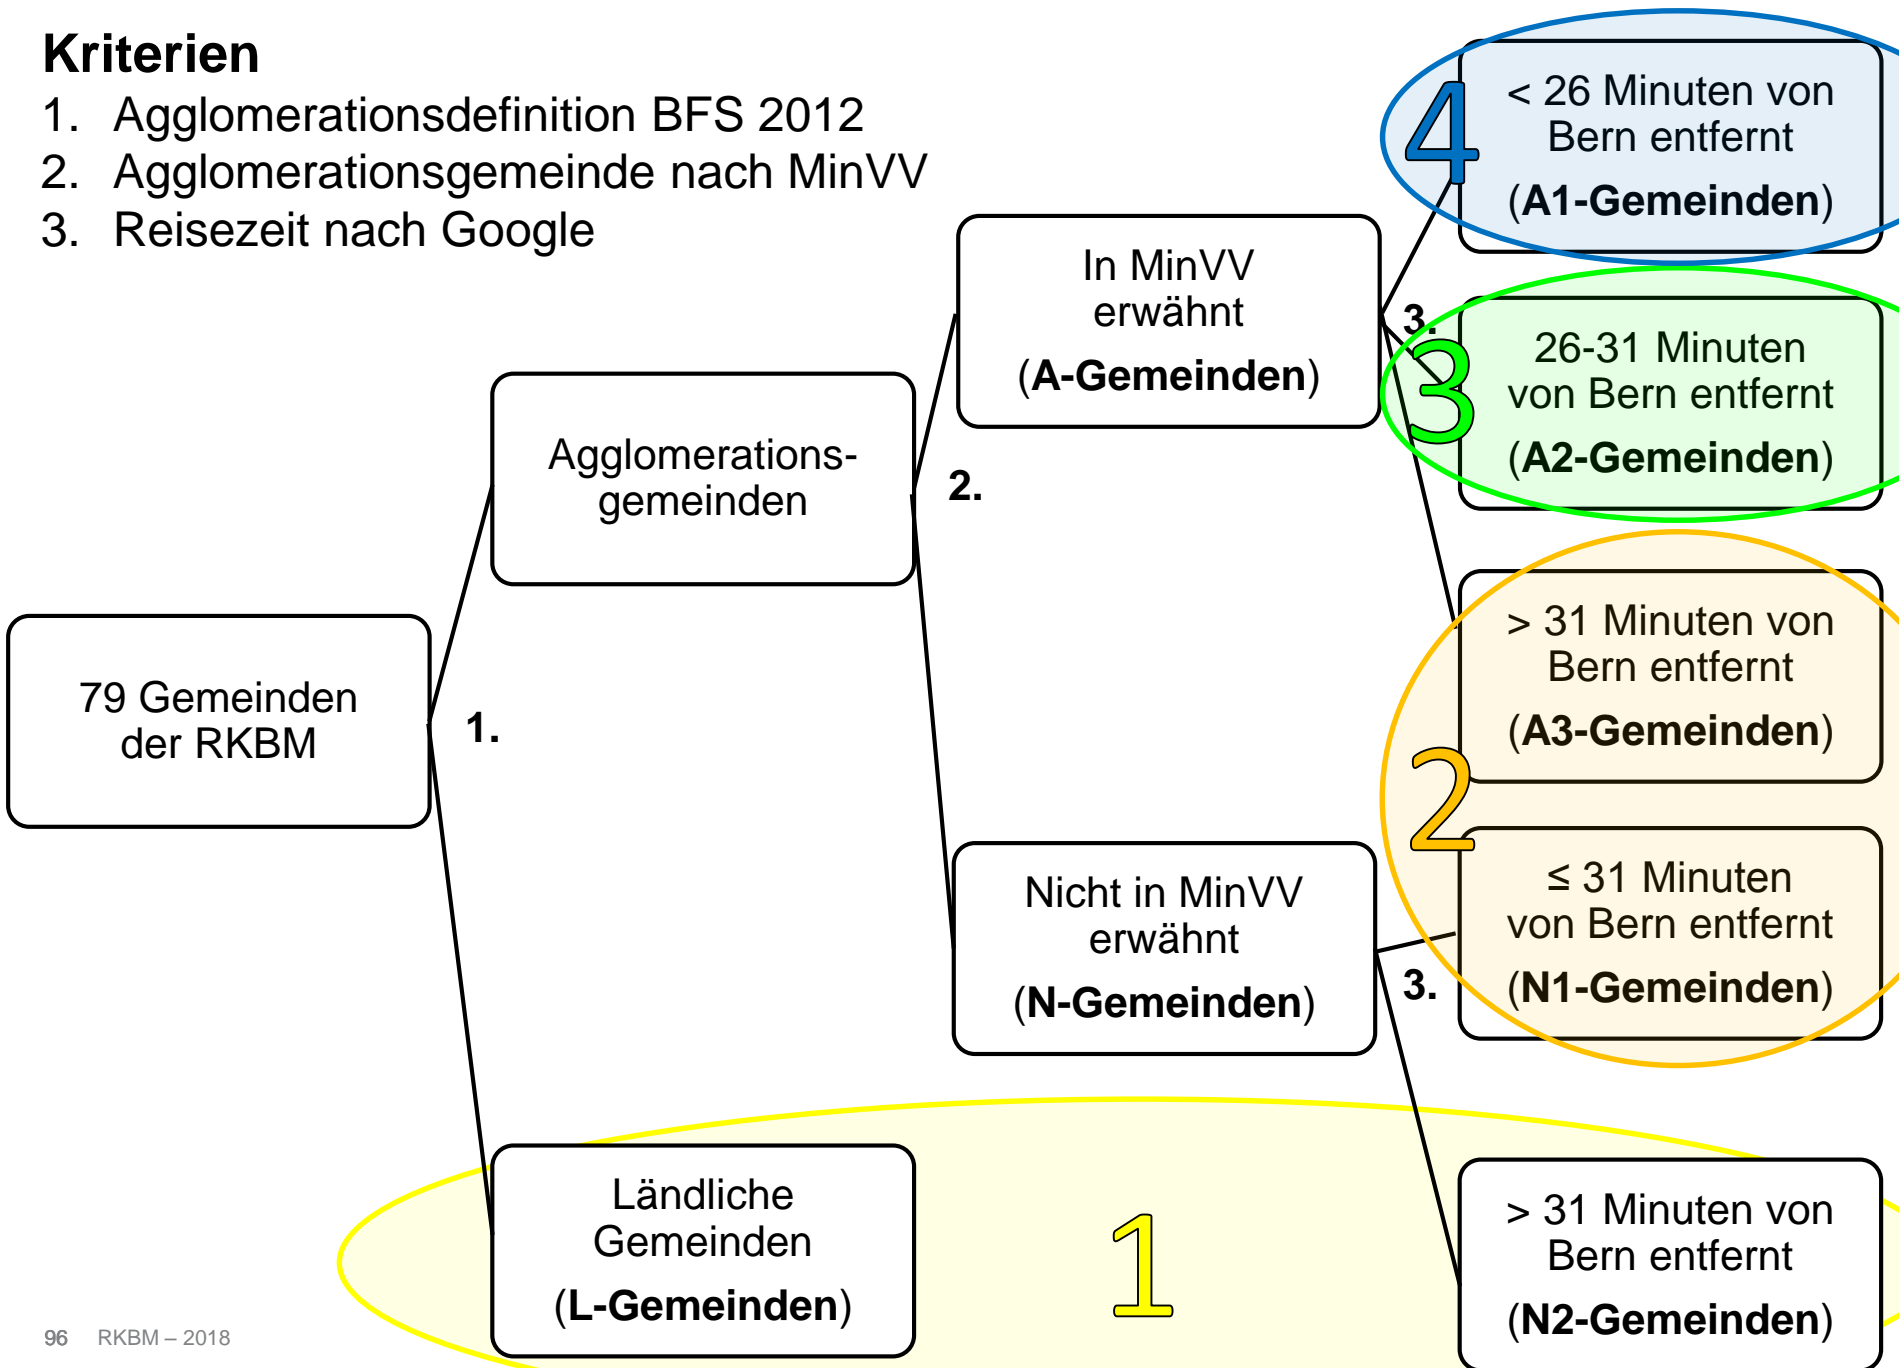 Kriterien
1. Agglomerationsdefinition BFS 2012
2. Agglomerationsgemeinde nach MinVV
3. Reisezeit nach Google
79 Gemeinden
der RKBM
1.
Agglomerations-
gemeinden
Ländliche
Gemeinden
(L-Gemeinden)
2.
In MinVV
erwähnt
(A-Gemeinden)
Nicht in MinVV
erwähnt
(N-Gemeinden)
3.
3.
4
< 26 Minuten von
Bern entfernt
(A1-Gemeinden)
3
26-31 Minuten
von Bern entfernt
(A2-Gemeinden)
2
> 31 Minuten von
Bern entfernt
(A3-Gemeinden)
≤ 31 Minuten
von Bern entfernt
(N1-Gemeinden)
1
> 31 Minuten von
Bern entfernt
(N2-Gemeinden)
96 RKBM – 2018